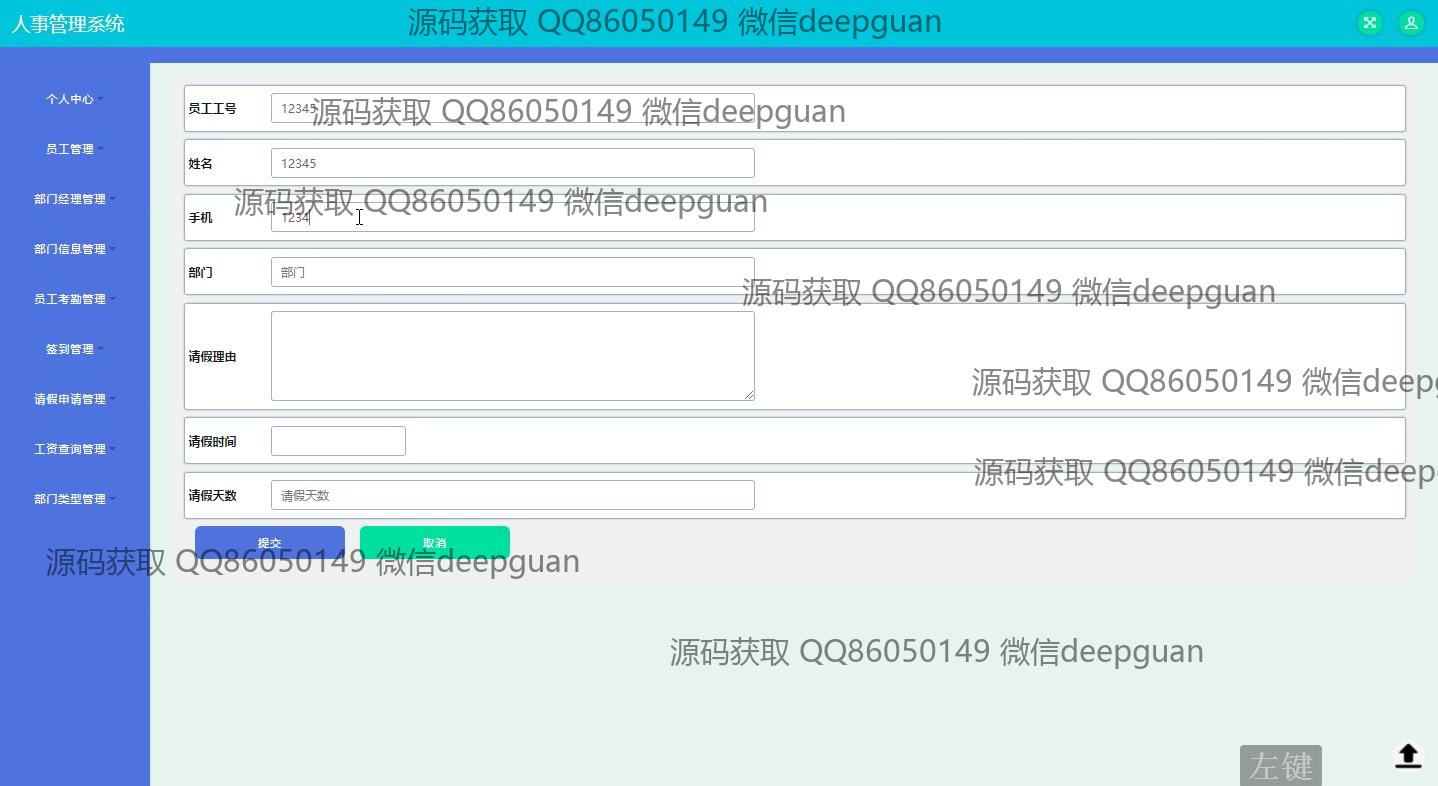 人事管理系统
源码获取 QQ86050149 微信deepguan
个人中心
员工管理
部门经理管理
部门信息管理
员工考勤管理
签到管理
请假申请管理
工资查询管理
部门类型管理
员工工号 12345
源码获取 QQ86050149 微信deepguan
姓名 12345
源码获取 QQ86050149 微信deepguan
手机 1234
部门 部门
源码获取 QQ86050149 微信deepguan
请假理由
源码获取 QQ86050149 微信deepg
请假时间
源码获取 QQ86050149 微信deep
请假天数 请假天数
提交 取消
源码获取 QQ86050149 微信deepguan
源码获取 QQ86050149 微信deepguan
左键